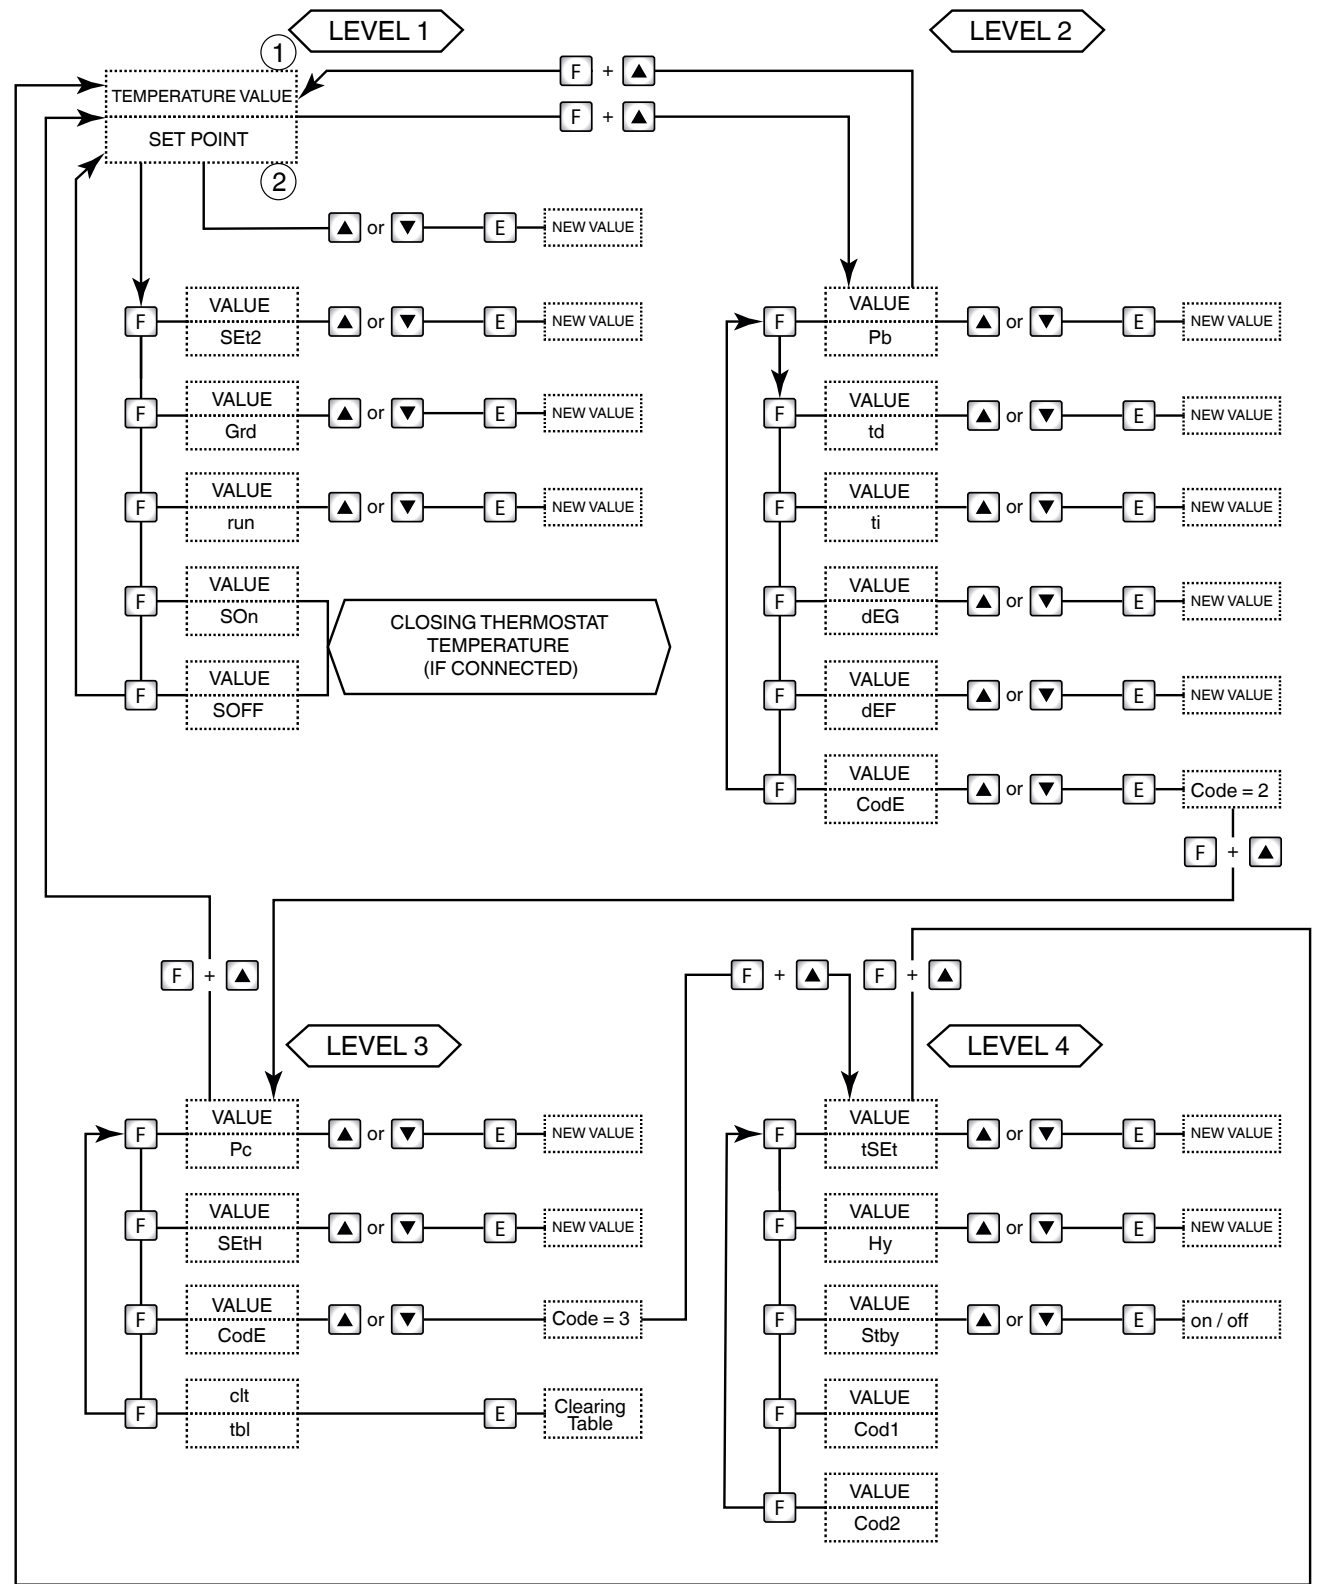 LEVEL 1
LEVEL 2
1
TEMPERATURE VALUE
SET POINT
2
F + ▲
F + ▲
▲ or ▼ E NEW VALUE
F VALUE
SEt2
▲ or ▼ E NEW VALUE
F VALUE
Grd
▲ or ▼ E NEW VALUE
F VALUE
run
▲ or ▼ E NEW VALUE
F VALUE
SOn
F VALUE
SOFF
CLOSING THERMOSTAT
TEMPERATURE
(IF CONNECTED)
F VALUE
Pb
▲ or ▼ E NEW VALUE
F VALUE
td
▲ or ▼ E NEW VALUE
F VALUE
ti
▲ or ▼ E NEW VALUE
F VALUE
dEG
▲ or ▼ E NEW VALUE
F VALUE
dEF
▲ or ▼ E NEW VALUE
F VALUE
CodE
▲ or ▼ E Code = 2
F + ▲
F + ▲
LEVEL 3
F VALUE
Pc
▲ or ▼ E NEW VALUE
F VALUE
SEtH
▲ or ▼ E NEW VALUE
F VALUE
CodE
▲ or ▼ Code = 3
F clt
tbl
E Clearing
Table
F + ▲
F + ▲
LEVEL 4
F VALUE
tSEt
▲ or ▼ E NEW VALUE
F VALUE
Hy
▲ or ▼ E NEW VALUE
F VALUE
Stby
▲ or ▼ E on / off
F VALUE
Cod1
F VALUE
Cod2